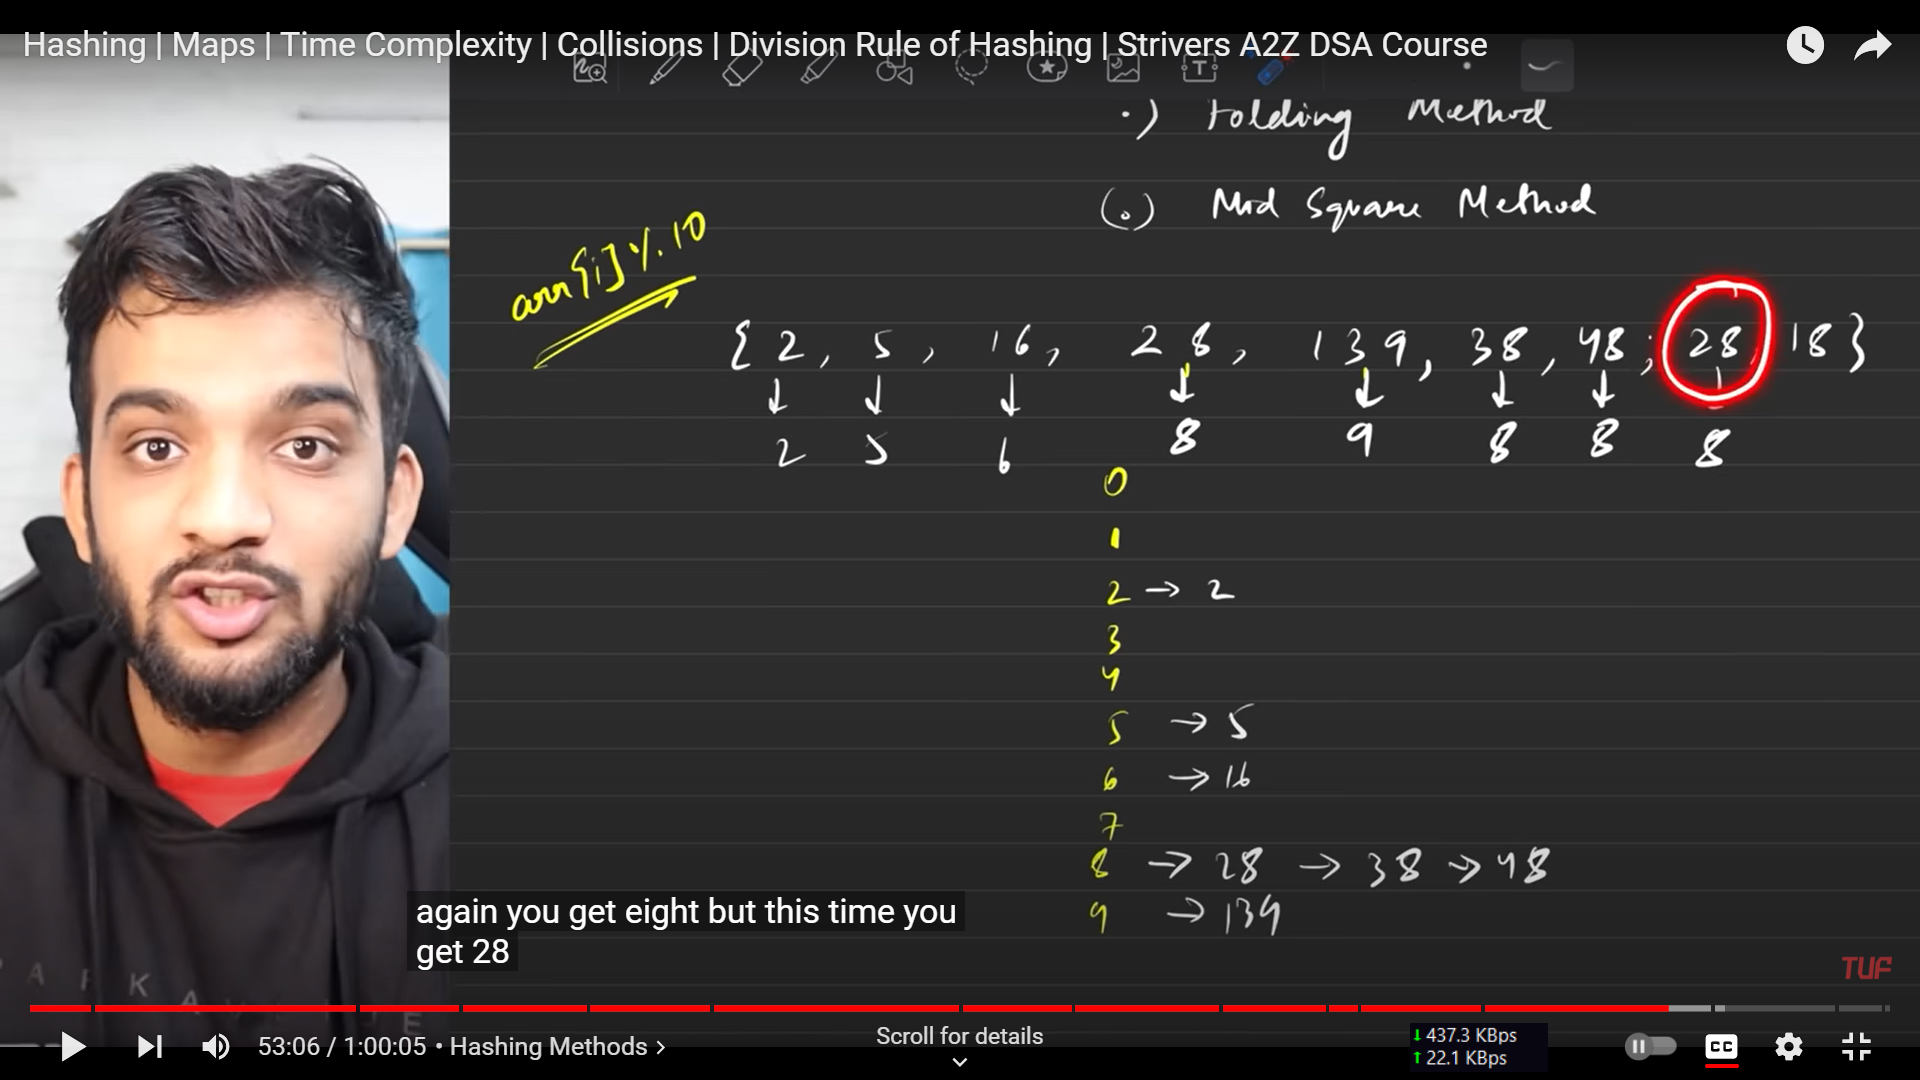 Hashing | Maps | Time Complexity | Collisions | Division Rule of Hashing | Strivers A2Z DSA Course
·) Folding Method
(.) Mid Square Method
arr[i] % 10
{ 2, 5, 16, 28, 139, 38, 48, 28, 18 }
↓ ↓ ↓ ↓ ↓ ↓ ↓
2 5 6 8 9 8 8 8
0
1
2 → 2
3
4
5 → 5
6 → 16
7
8 → 28 → 38 → 48
9 → 139
again you get eight but this time you
get 28
TUF
53:06 / 1:00:05 • Hashing Methods >
Scroll for details
↓ 437.3 KBps
↑ 22.1 KBps
CC